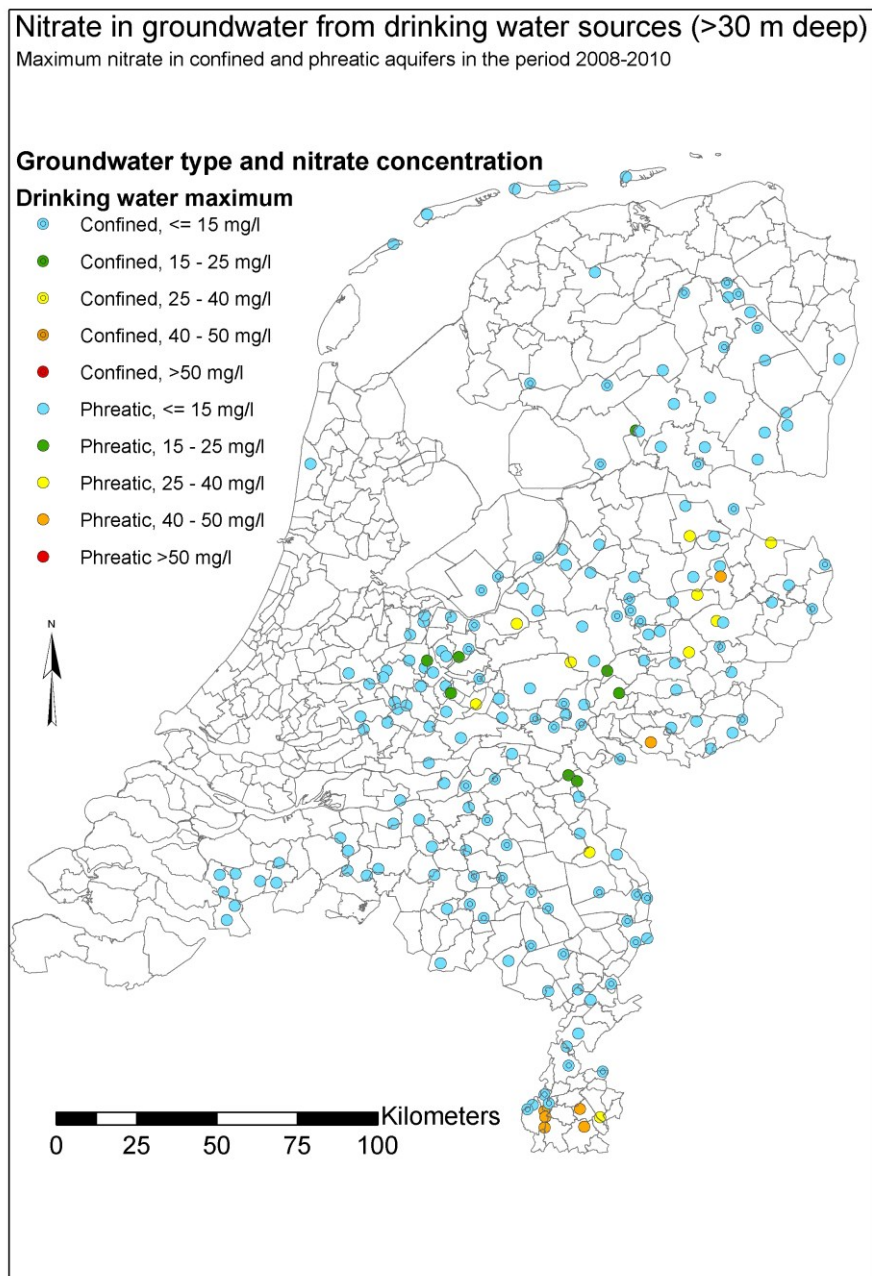 Nitrate in groundwater from drinking water sources (>30 m deep)
Maximum nitrate in confined and phreatic aquifers in the period 2008-2010
Groundwater type and nitrate concentration
Drinking water maximum
Confined, <= 15 mg/l
Confined, 15 - 25 mg/l
Confined, 25 - 40 mg/l
Confined, 40 - 50 mg/l
Confined, >50 mg/l
Phreatic, <= 15 mg/l
Phreatic, 15 - 25 mg/l
Phreatic, 25 - 40 mg/l
Phreatic, 40 - 50 mg/l
Phreatic >50 mg/l
N
Kilometers
0 25 50 75 100